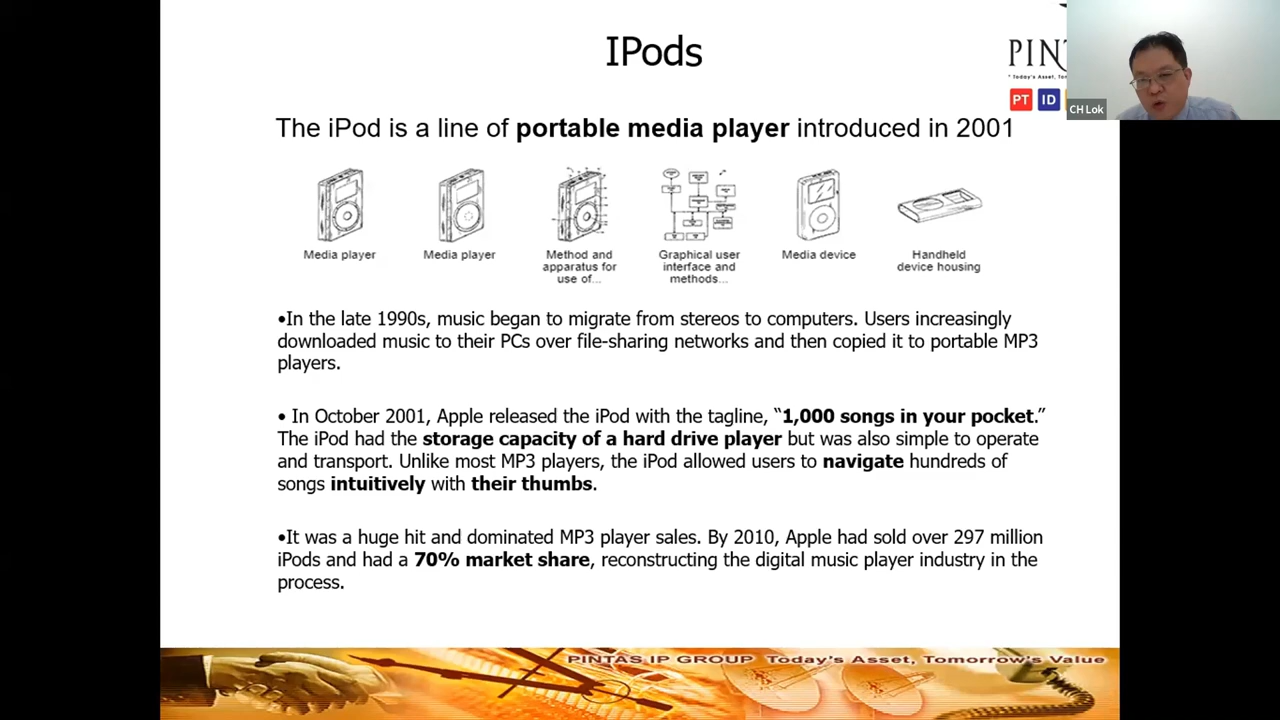 IPods
PIN
"Today's Asset,
PT ID
CH Lok
The iPod is a line of portable media player introduced in 2001
Media player
Media player
Method and
apparatus for
use of...
Graphical user
interface and
methods...
Media device
Handheld
device housing
•In the late 1990s, music began to migrate from stereos to computers. Users increasingly
downloaded music to their PCs over file-sharing networks and then copied it to portable MP3
players.
• In October 2001, Apple released the iPod with the tagline, “1,000 songs in your pocket.”
The iPod had the storage capacity of a hard drive player but was also simple to operate
and transport. Unlike most MP3 players, the iPod allowed users to navigate hundreds of
songs intuitively with their thumbs.
•It was a huge hit and dominated MP3 player sales. By 2010, Apple had sold over 297 million
iPods and had a 70% market share, reconstructing the digital music player industry in the
process.
PINTAS IP GROUP Today's Asset, Tomorrow's Value